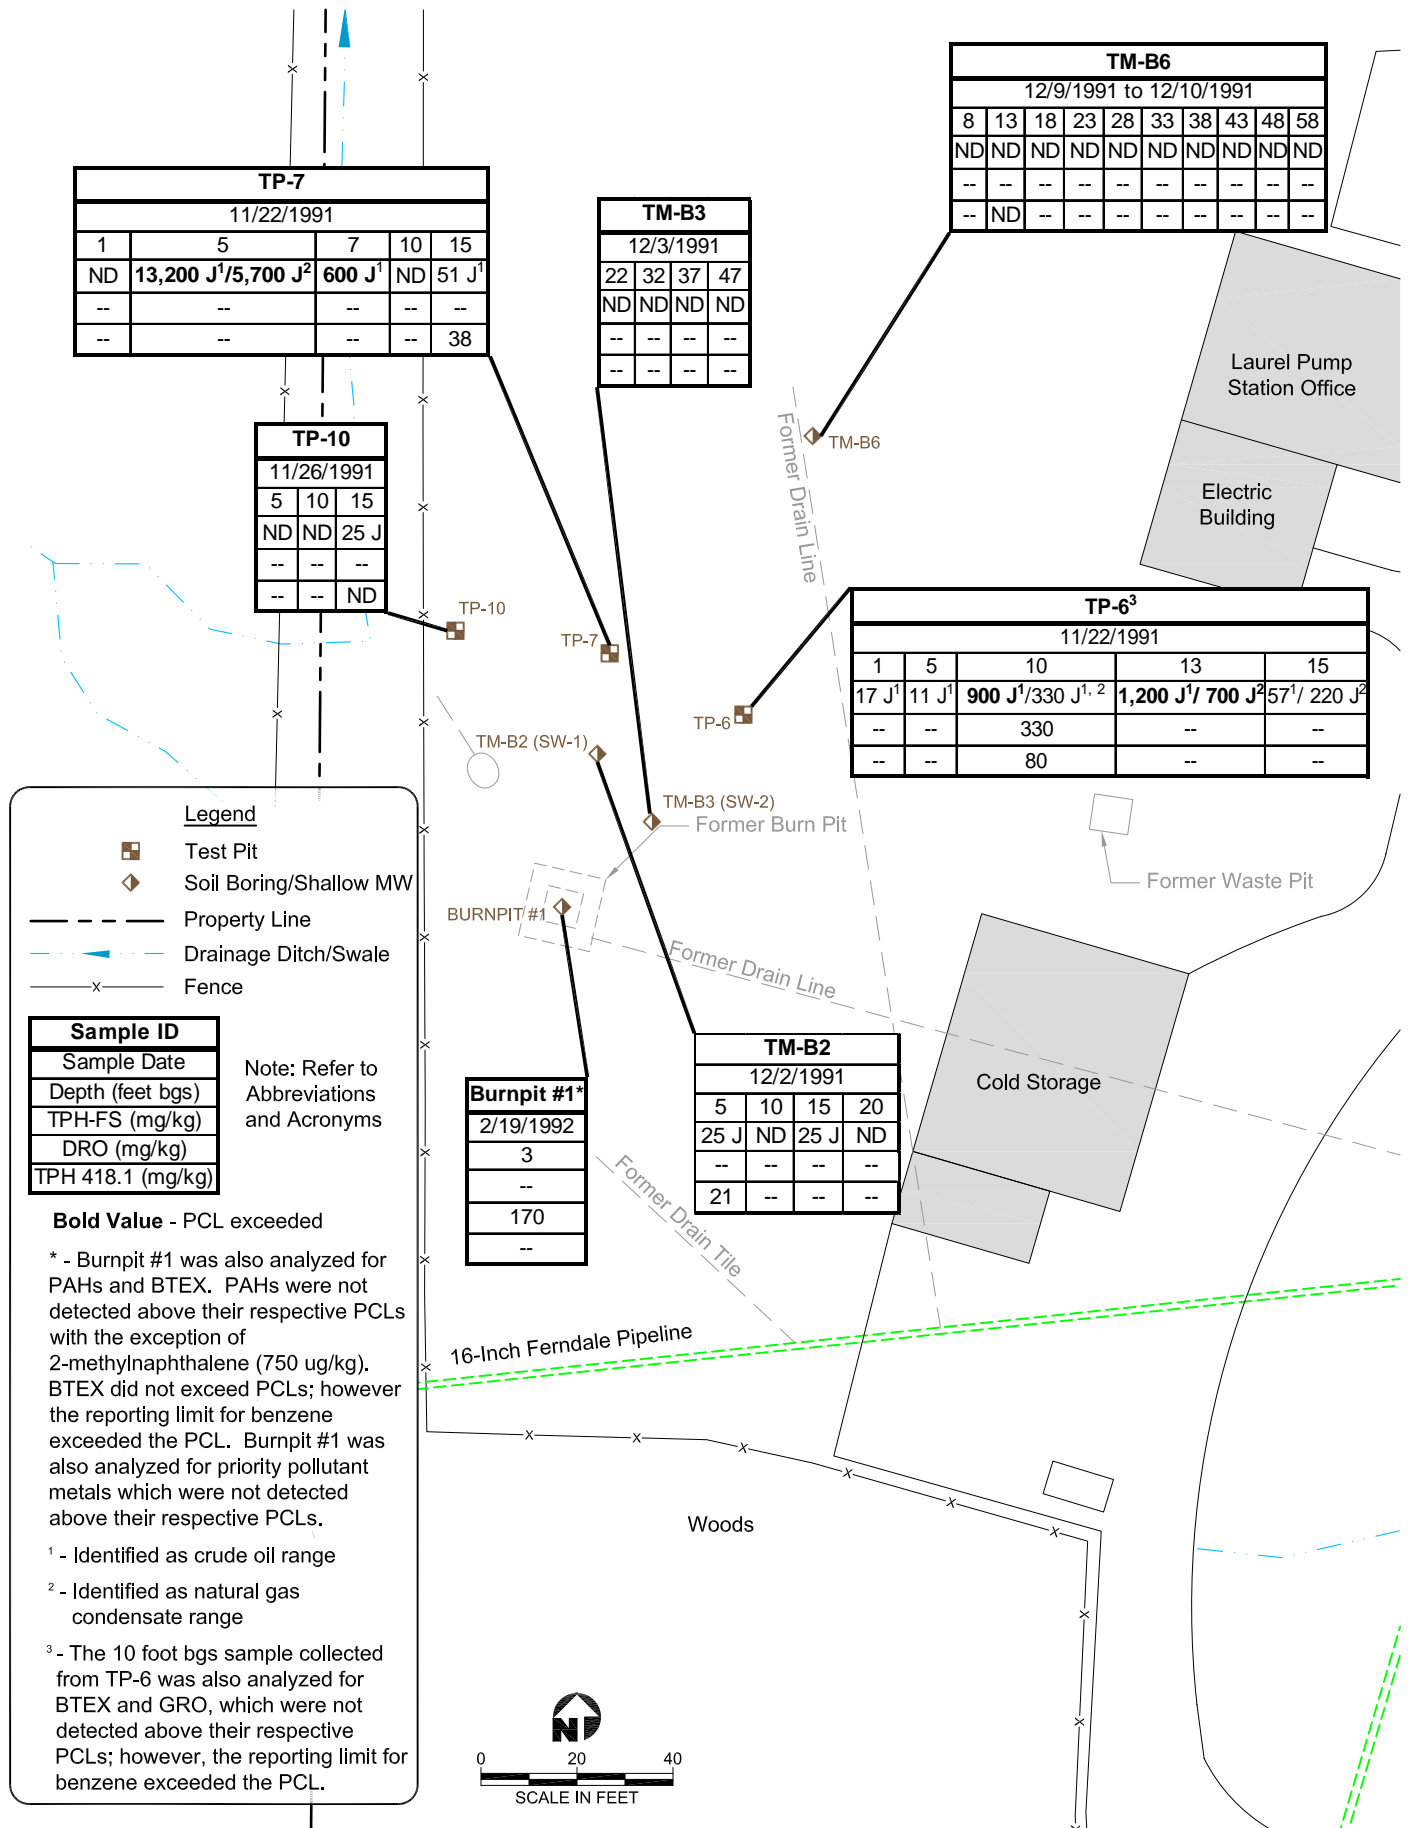 TM-B6
12/9/1991 to 12/10/1991
8 13 18 23 28 33 38 43 48 58
ND ND ND ND ND ND ND ND ND ND
-- -- -- -- -- -- -- -- -- --
-- ND -- -- -- -- -- -- -- --
TP-7
11/22/1991
1 5 7 10 15
ND 13,200 J¹/5,700 J² 600 J¹ ND 51 J¹
-- -- -- -- --
-- -- -- -- 38
TM-B3
12/3/1991
22 32 37 47
ND ND ND ND
-- -- -- --
-- -- -- --
Laurel Pump
Station Office
Electric
Building
TM-B6
Former Drain Line
TP-10
11/26/1991
5 10 15
ND ND 25 J
-- -- --
-- -- ND
TP-10
TP-7
TP-6
TP-6³
11/22/1991
1 5 10 13 15
17 J¹ 11 J¹ 900 J¹/330 J¹, ² 1,200 J¹/ 700 J² 57¹/ 220 J²
-- -- 330 -- --
-- -- 80 -- --
TM-B2 (SW-1)
TM-B3 (SW-2)
Former Burn Pit
Former Waste Pit
BURNPIT #1
Former Drain Line
Cold Storage
TM-B2
12/2/1991
5 10 15 20
25 J ND 25 J ND
-- -- -- --
21 -- -- --
Burnpit #1*
2/19/1992
3
--
170
--
Former Drain Tile
16-Inch Ferndale Pipeline
Woods
Legend
Test Pit
Soil Boring/Shallow MW
Property Line
Drainage Ditch/Swale
x Fence
Sample ID
Sample Date
Depth (feet bgs)
TPH-FS (mg/kg)
DRO (mg/kg)
TPH 418.1 (mg/kg)
Note: Refer to
Abbreviations
and Acronyms
Bold Value - PCL exceeded
* - Burnpit #1 was also analyzed for
PAHs and BTEX. PAHs were not
detected above their respective PCLs
with the exception of
2-methylnaphthalene (750 ug/kg).
BTEX did not exceed PCLs; however
the reporting limit for benzene
exceeded the PCL. Burnpit #1 was
also analyzed for priority pollutant
metals which were not detected
above their respective PCLs.
¹ - Identified as crude oil range
² - Identified as natural gas
condensate range
³ - The 10 foot bgs sample collected
from TP-6 was also analyzed for
BTEX and GRO, which were not
detected above their respective
PCLs; however, the reporting limit for
benzene exceeded the PCL.
N
0 20 40
SCALE IN FEET